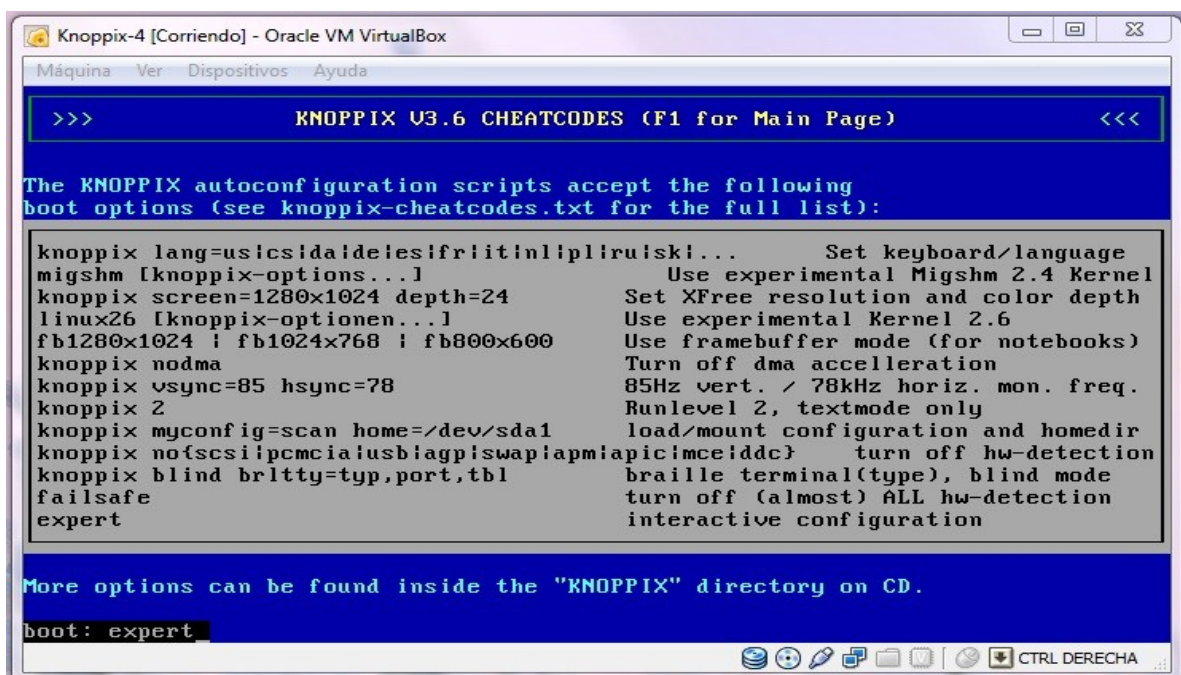 Knoppix-4 [Corriendo] - Oracle VM VirtualBox
Máquina Ver Dispositivos Ayuda
>>> KNOPPIX V3.6 CHEATCODES (F1 for Main Page) <<<
The KNOPPIX autoconfiguration scripts accept the following
boot options (see knoppix-cheatcodes.txt for the full list):
knoppix lang=us|cs|da|de|es|fr|it|nl|pl|ru|sk|... Set keyboard/language
migshm [knoppix-options...] Use experimental Migshm 2.4 Kernel
knoppix screen=1280x1024 depth=24 Set XFree resolution and color depth
linux26 [knoppix-optionen...] Use experimental Kernel 2.6
fb1280x1024 | fb1024x768 | fb800x600 Use framebuffer mode (for notebooks)
knoppix nodma Turn off dma accelleration
knoppix vsync=85 hsync=78 85Hz vert. / 78kHz horiz. mon. freq.
knoppix 2 Runlevel 2, textmode only
knoppix myconfig=scan home=/dev/sda1 load/mount configuration and homedir
knoppix no{scsi|pcmcia|usb|agp|swap|apm|apic|mce|ddc} turn off hw-detection
knoppix blind brltty=typ,port,tbl braille terminal(type), blind mode
failsafe turn off (almost) ALL hw-detection
expert interactive configuration
More options can be found inside the "KNOPPIX" directory on CD.
boot: expert_
CTRL DERECHA